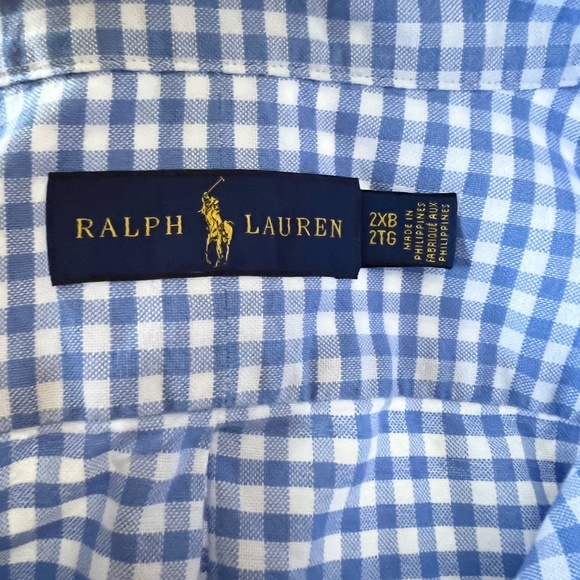 RALPH LAUREN
2XB
2TG
MADE IN
PHILIPPINES
FABRIQUÉ AUX
PHILIPPINES